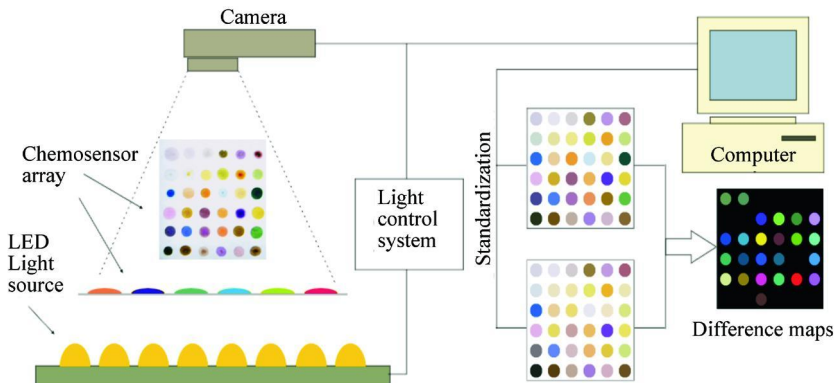 Camera
Chemosensor
array
LED
Light
source
Light
control
system
Standardization
Computer
Difference maps